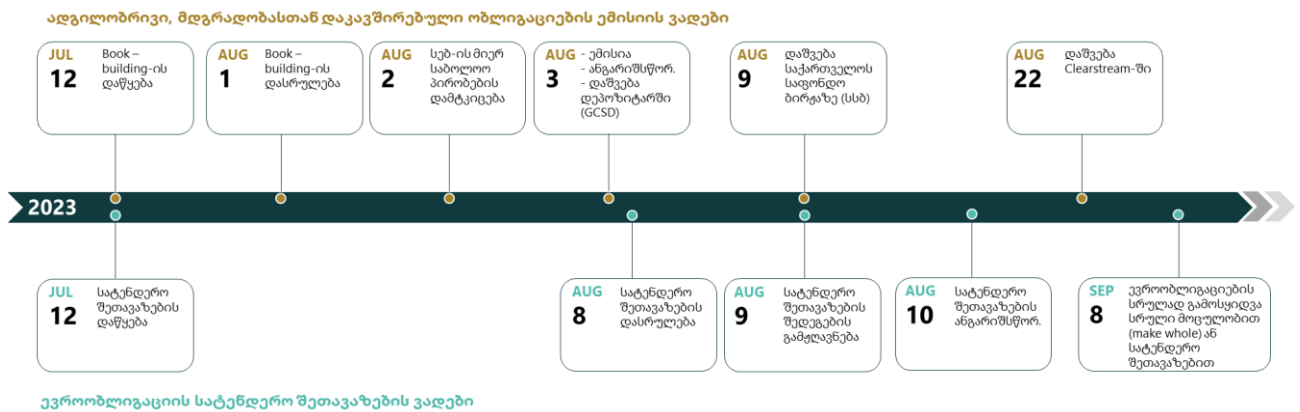 ადგილობრივი, მდგრადობასთან დაკავშირებული ობლიგაციების ემისიის ვადები
JUL
12
Book –
building-ის
დაწყება
AUG
1
Book –
building-ის
დასრულება
AUG
2
სებ-ის მიერ
საბოლოო
პირობების
დამტკიცება
AUG
3
- ემისია
- ანგარიშსწორ.
- დაშვება
დეპოზიტარში
(GCSD)
AUG
9
დაშვება
საქართველოს
საფონდო
ბირჟაზე (სსბ)
AUG
22
დაშვება
Clearstream-ში
2023
JUL
12
სატენდერო
შეთავაზების
დაწყება
AUG
8
სატენდერო
შეთავაზების
დასრულება
AUG
9
სატენდერო
შეთავაზების
შედეგების
გამჟღავნება
AUG
10
სატენდერო
შეთავაზების
ანგარიშსწორ.
SEP
8
ევროობლიგაციების
სრულად გამოსყიდვა
სრული მოცულობით
(make whole) ან
სატენდერო
შეთავაზებით
ევროობლიგაციის სატენდერო შეთავაზების ვადები